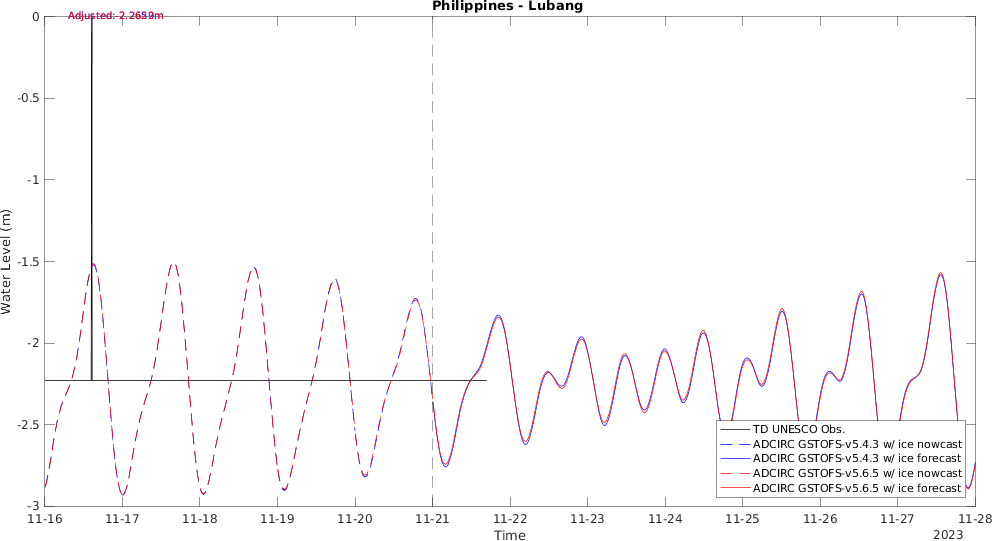 Philippines - Lubang
Adjusted:-2.26
m
0
-0.5
-1
-1.5
-2
-2.5
-3
Water Level (m)
11-16
11-17
11-18
11-19
11-20
11-21
11-22
11-23
11-24
11-25
11-26
11-27
11-28
Time
2023
TD UNESCO Obs.
ADCIRC GSTOFS-v5.4.3 w/ ice nowcast
ADCIRC GSTOFS-v5.4.3 w/ ice forecast
ADCIRC GSTOFS-v5.6.5 w/ ice nowcast
ADCIRC GSTOFS-v5.6.5 w/ ice forecast